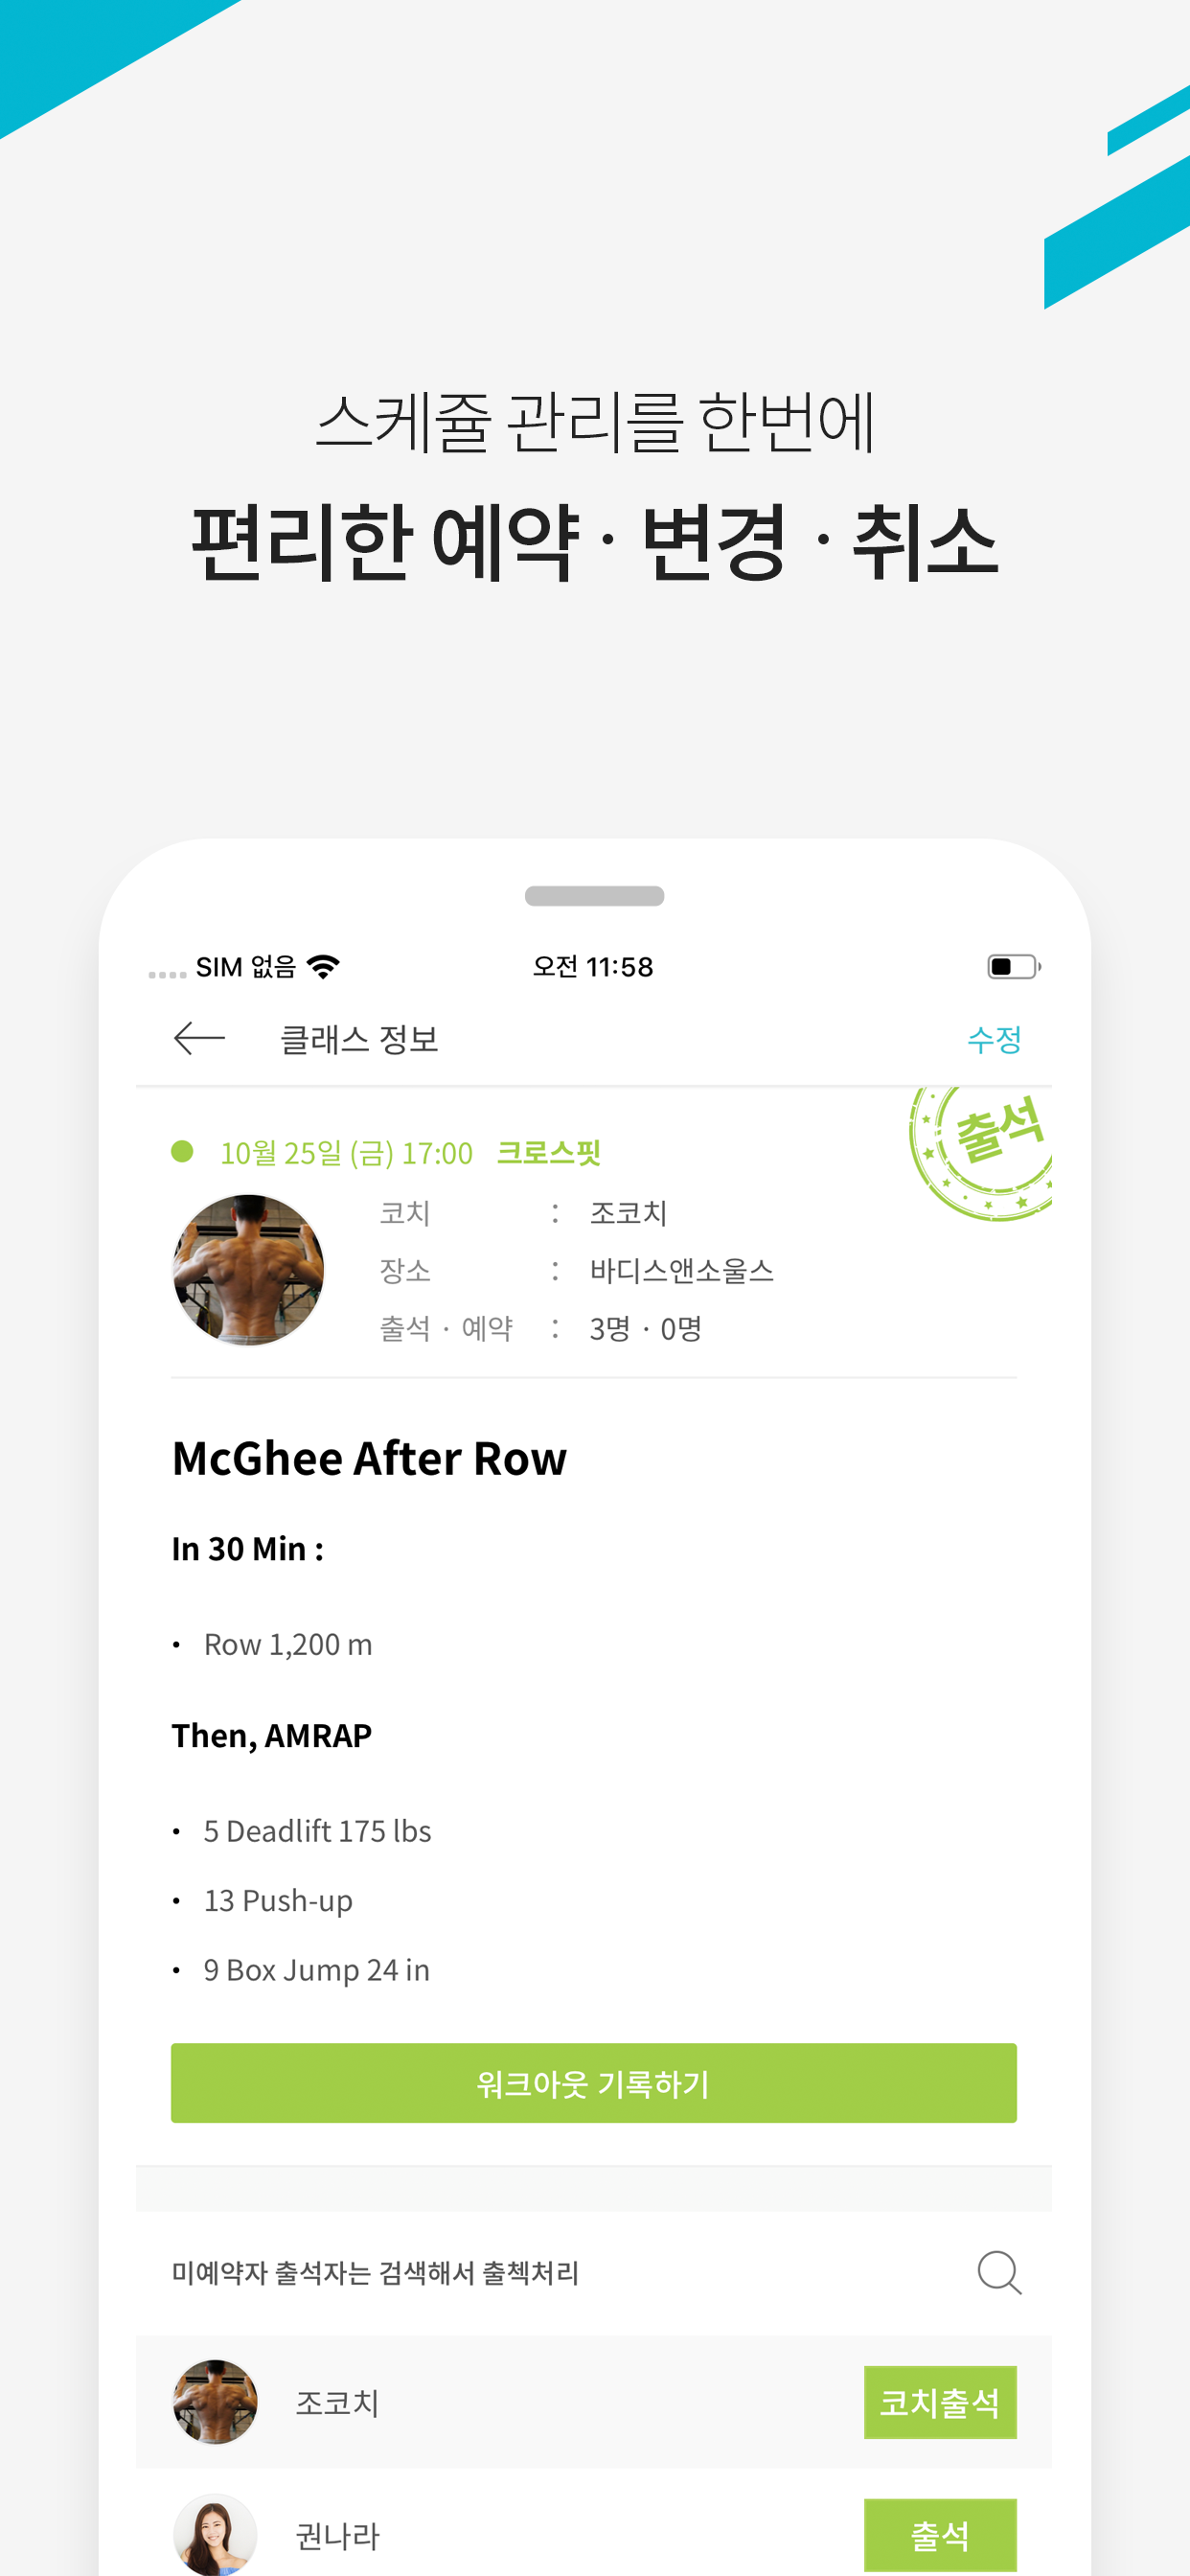 스케쥴 관리를 한번에
편리한 예약 · 변경 · 취소
SIM 없음 오전 11:58
클래스 정보 수정
출석
10월 25일 (금) 17:00 크로스핏
코치 : 조코치
장소 : 바디스앤소울스
출석 · 예약 : 3명 · 0명
McGhee After Row
In 30 Min :
• Row 1,200 m
Then, AMRAP
• 5 Deadlift 175 lbs
• 13 Push-up
• 9 Box Jump 24 in
워크아웃 기록하기
미예약자 출석자는 검색해서 출첵처리
조코치 코치출석
권나라 출석